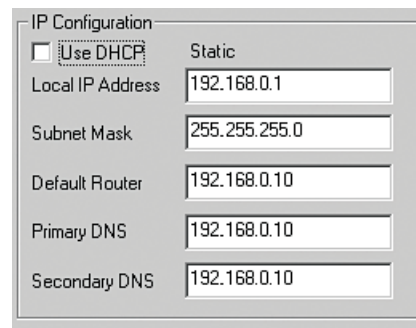 IP Configuration
Use DHCP Static
Local IP Address 192.168.0.1
Subnet Mask 255.255.255.0
Default Router 192.168.0.10
Primary DNS 192.168.0.10
Secondary DNS 192.168.0.10